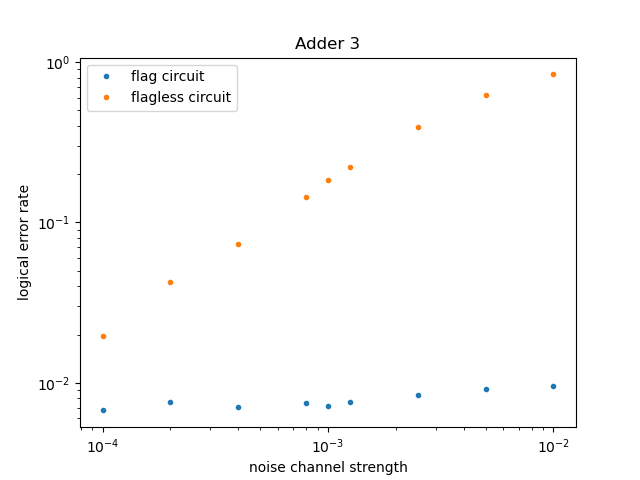 Adder 3
flag circuit
flagless circuit
logical error rate
10⁰
10⁻¹
10⁻²
10⁻⁴
10⁻³
10⁻²
noise channel strength